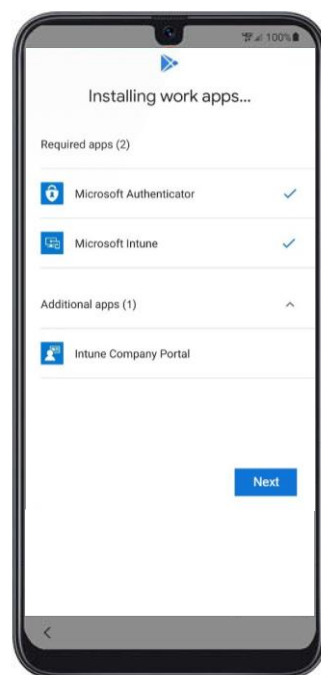 100%
Installing work apps...
Required apps (2)
Microsoft Authenticator
Microsoft Intune
Additional apps (1)
Intune Company Portal
Next